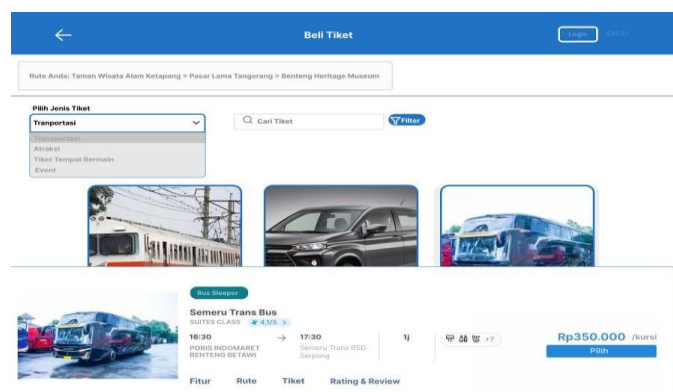 Beli Tiket
Login
EN/ID
Rute Anda: Taman Wisata Alam Ketapang > Pasar Lama Tangerang > Benteng Heritage Museum
Pilih Jenis Tiket
Tranportasi
Cari Tiket
Filter
Transportasi
Atraksi
Tiket Tempat Bermain
Event
Bus Sleeper
Semeru Trans Bus
SUITES CLASS 4,1/5 >
16:30 → 17:30 1j +7
PORIS INDOMARET BENTENG BETAWI
Semeru Trans BSD Serpong
Rp350.000 /kursi
Pilih
Fitur Rute Tiket Rating & Review